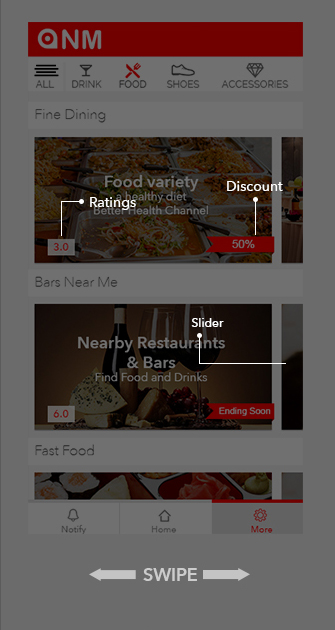 aNM
ALL
DRINK
FOOD
SHOES
ACCESSORIES
Fine Dining
Food variety
a healthy diet
Better Health Channel
Discount
Ratings
3.0
50%
Bars Near Me
Slider
Nearby Restaurants
& Bars
Find Food and Drinks
6.0
Ending Soon
Fast Food
Notify
Home
More
SWIPE